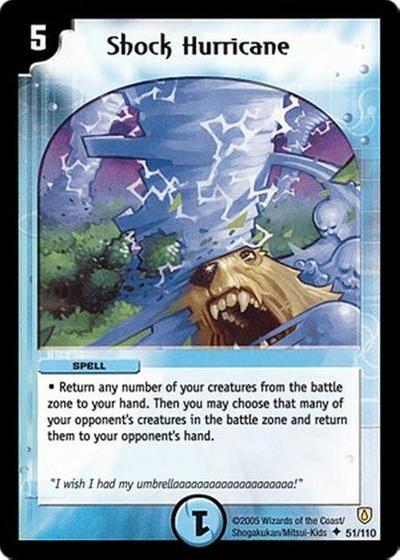 5
Shock Hurricane
SPELL
▪ Return any number of your creatures from the battle
zone to your hand. Then you may choose that many of
your opponent's creatures in the battle zone and return
them to your opponent's hand.
"I wish I had my umbrellaaaaaaaaaaaaaaaaaaaa!"
1
©2005 Wizards of the Coast/
Shogakukan/Mitsui-Kids ♦ 51/110